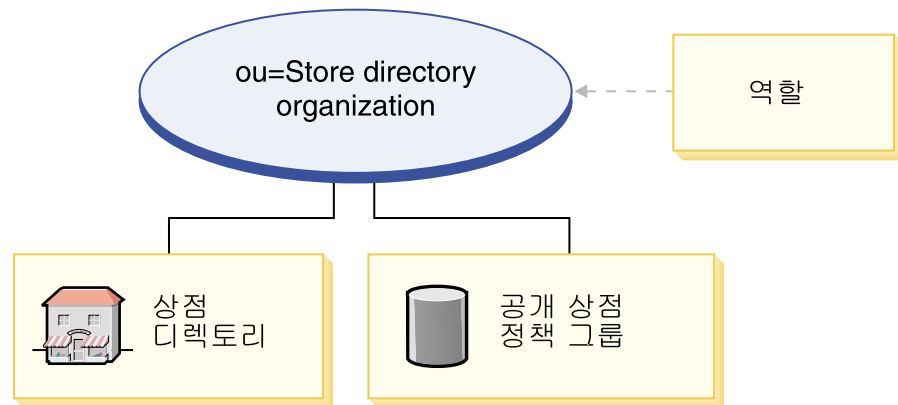 ou=Store directory
organization
역할
상점
디렉토리
공개 상점
정책 그룹